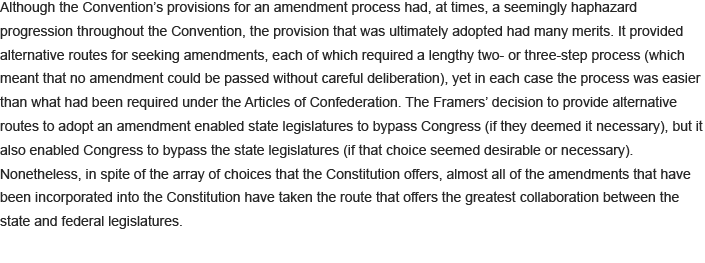 Although the Convention’s provisions for an amendment process had, at times, a seemingly haphazard
progression throughout the Convention, the provision that was ultimately adopted had many merits. It provided
alternative routes for seeking amendments, each of which required a lengthy two- or three-step process (which
meant that no amendment could be passed without careful deliberation), yet in each case the process was easier
than what had been required under the Articles of Confederation. The Framers’ decision to provide alternative
routes to adopt an amendment enabled state legislatures to bypass Congress (if they deemed it necessary), but it
also enabled Congress to bypass the state legislatures (if that choice seemed desirable or necessary).
Nonetheless, in spite of the array of choices that the Constitution offers, almost all of the amendments that have
been incorporated into the Constitution have taken the route that offers the greatest collaboration between the
state and federal legislatures.